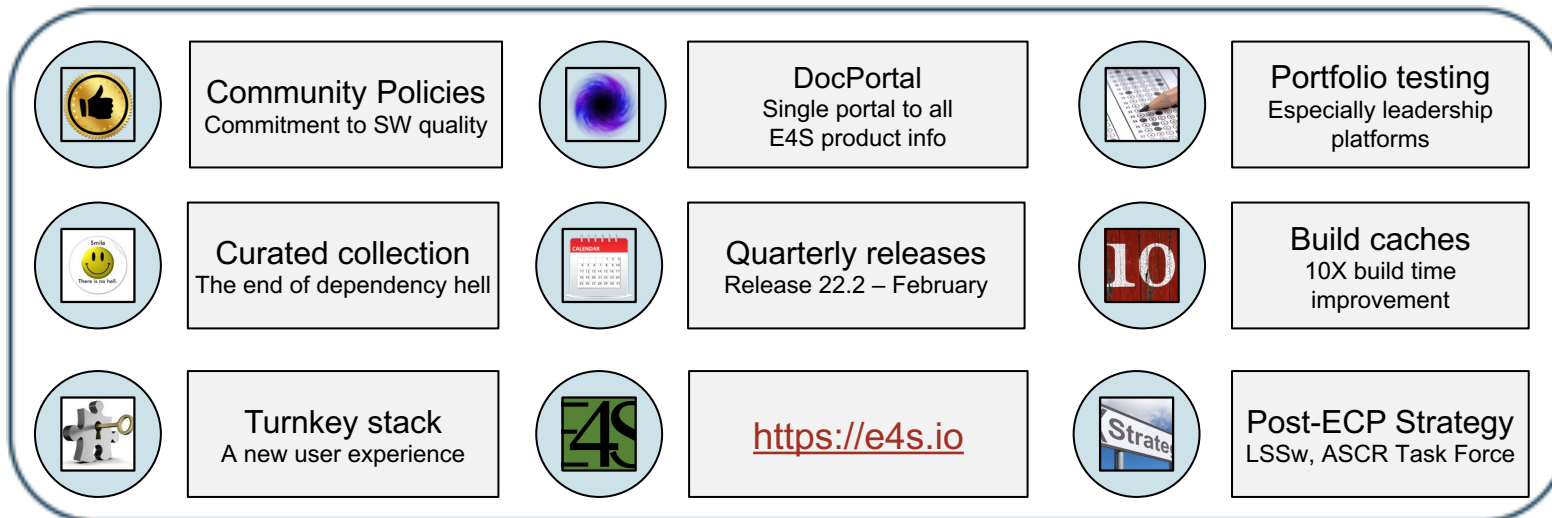 Community Policies
Commitment to SW quality
DocPortal
Single portal to all
E4S product info
Portfolio testing
Especially leadership
platforms
Smile
There is no hell.
Curated collection
The end of dependency hell
CALENDAR
Quarterly releases
Release 22.2 – February
10
Build caches
10X build time
improvement
Turnkey stack
A new user experience
E4S
https://e4s.io
Strate
Post-ECP Strategy
LSSw, ASCR Task Force